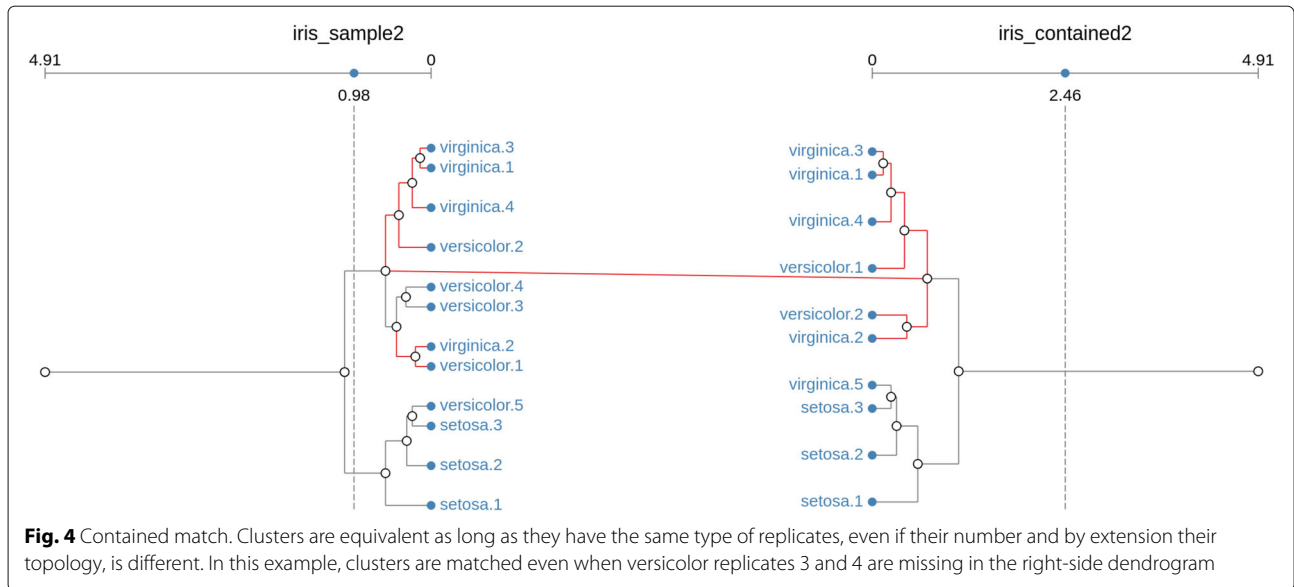 iris_sample2
iris_contained2
4.91
0
0
4.91
0.98
2.46
virginica.3
virginica.1
virginica.4
versicolor.2
versicolor.4
versicolor.3
virginica.2
versicolor.1
versicolor.5
setosa.3
setosa.2
setosa.1
virginica.3
virginica.1
virginica.4
versicolor.1
versicolor.2
virginica.2
virginica.5
setosa.3
setosa.2
setosa.1
Fig. 4 Contained match. Clusters are equivalent as long as they have the same type of replicates, even if their number and by extension their
topology, is different. In this example, clusters are matched even when versicolor replicates 3 and 4 are missing in the right-side dendrogram